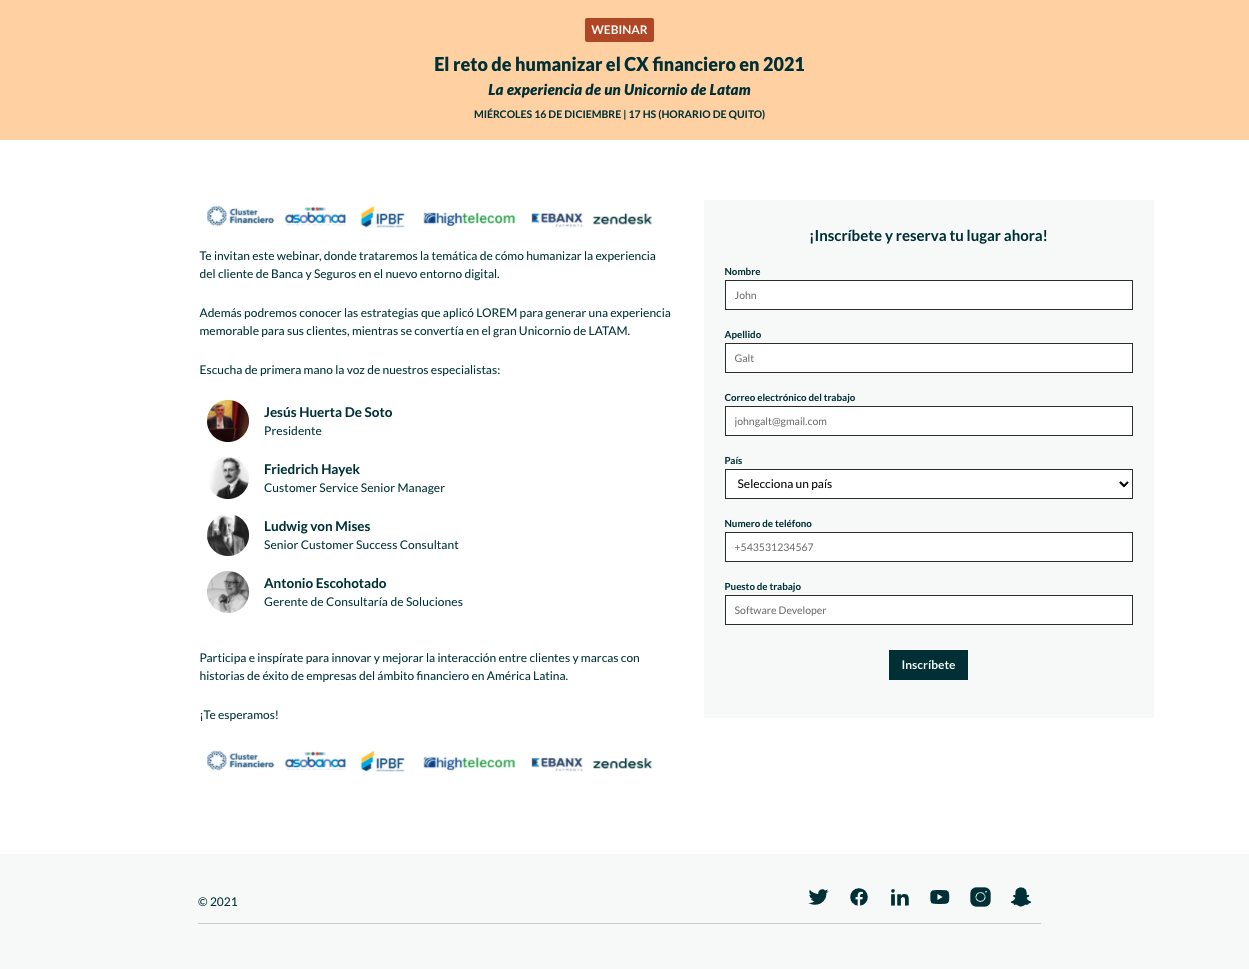 WEBINAR
El reto de humanizar el CX financiero en 2021
La experiencia de un Unicornio de Latam
MIÉRCOLES 16 DE DICIEMBRE | 17 HS (HORARIO DE QUITO)
Cluster Financiero asobanca IPBF hightelecom EBANX PAYMENTS zendesk
Te invitan este webinar, donde trataremos la temática de cómo humanizar la experiencia
del cliente de Banca y Seguros en el nuevo entorno digital.
Además podremos conocer las estrategias que aplicó LOREM para generar una experiencia
memorable para sus clientes, mientras se convertía en el gran Unicornio de LATAM.
Escucha de primera mano la voz de nuestros especialistas:
Jesús Huerta De Soto
Presidente
Friedrich Hayek
Customer Service Senior Manager
Ludwig von Mises
Senior Customer Success Consultant
Antonio Escohotado
Gerente de Consultaría de Soluciones
Participa e inspírate para innovar y mejorar la interacción entre clientes y marcas con
historias de éxito de empresas del ámbito financiero en América Latina.
¡Te esperamos!
Cluster Financiero asobanca IPBF hightelecom EBANX PAYMENTS zendesk
¡Inscríbete y reserva tu lugar ahora!
Nombre
John
Apellido
Galt
Correo electrónico del trabajo
johngalt@gmail.com
País
Selecciona un país
Numero de teléfono
+543531234567
Puesto de trabajo
Software Developer
Inscríbete
© 2021